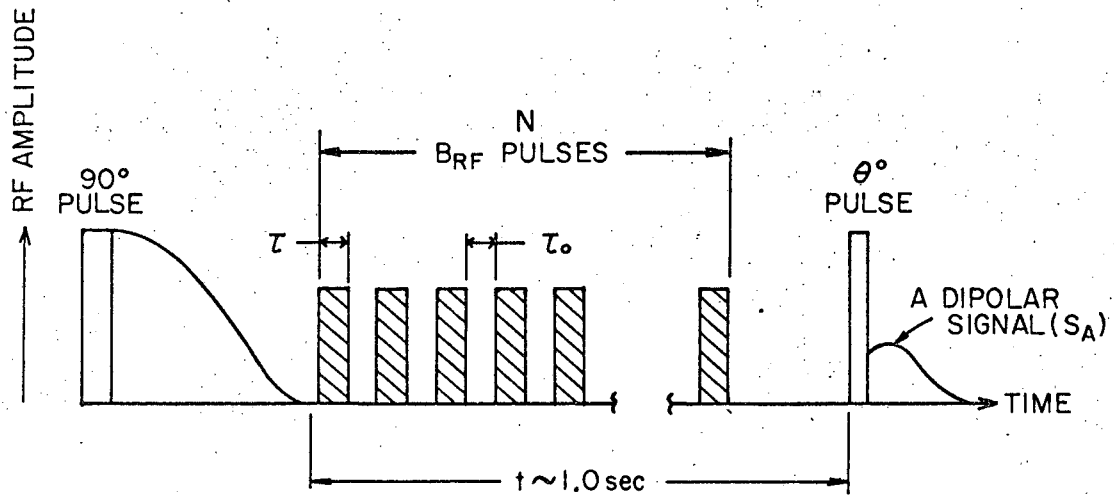 RF AMPLITUDE
N
B_RF PULSES
90°
PULSE
θ°
PULSE
τ
τ₀
A DIPOLAR
SIGNAL (S_A)
TIME
t ~ 1.0 sec